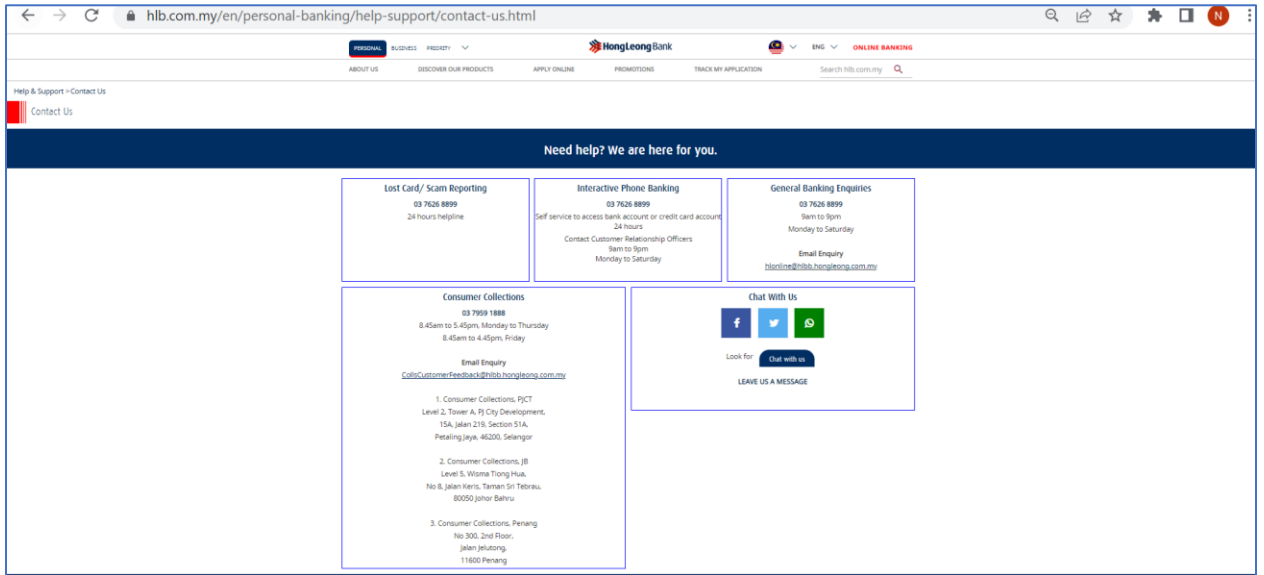 hlb.com.my/en/personal-banking/help-support/contact-us.html
N
PERSONAL BUSINESS PRIORITY
HongLeong Bank
ENG
ONLINE BANKING
ABOUT US
DISCOVER OUR PRODUCTS
APPLY ONLINE
PROMOTIONS
TRACK MY APPLICATION
Search hlb.com.my
Help & Support > Contact Us
Contact Us
Need help? We are here for you.
Lost Card/ Scam Reporting
03 7626 8899
24 hours helpline
Interactive Phone Banking
03 7626 8899
Self service to access bank account or credit card account
24 hours
Contact Customer Relationship Officers
9am to 9pm
Monday to Saturday
General Banking Enquiries
03 7626 8899
9am to 9pm
Monday to Saturday
Email Enquiry
hlonline@hlbb.hongleong.com.my
Consumer Collections
03 7959 1888
8.45am to 5.45pm, Monday to Thursday
8.45am to 4.45pm, Friday
Email Enquiry
CollsCustomerFeedback@hlbb.hongleong.com.my
1. Consumer Collections, PJCT
Level 2, Tower A, PJ City Development,
15A, Jalan 219, Section 51A,
Petaling Jaya, 46200, Selangor
2. Consumer Collections, JB
Level 5, Wisma Tiong Hua,
No 8, Jalan Keris, Taman Sri Tebrau,
80050 Johor Bahru
3. Consumer Collections, Penang
No 300, 2nd Floor,
Jalan Jelutong,
11600 Penang
Chat With Us
Look for Chat with us
LEAVE US A MESSAGE